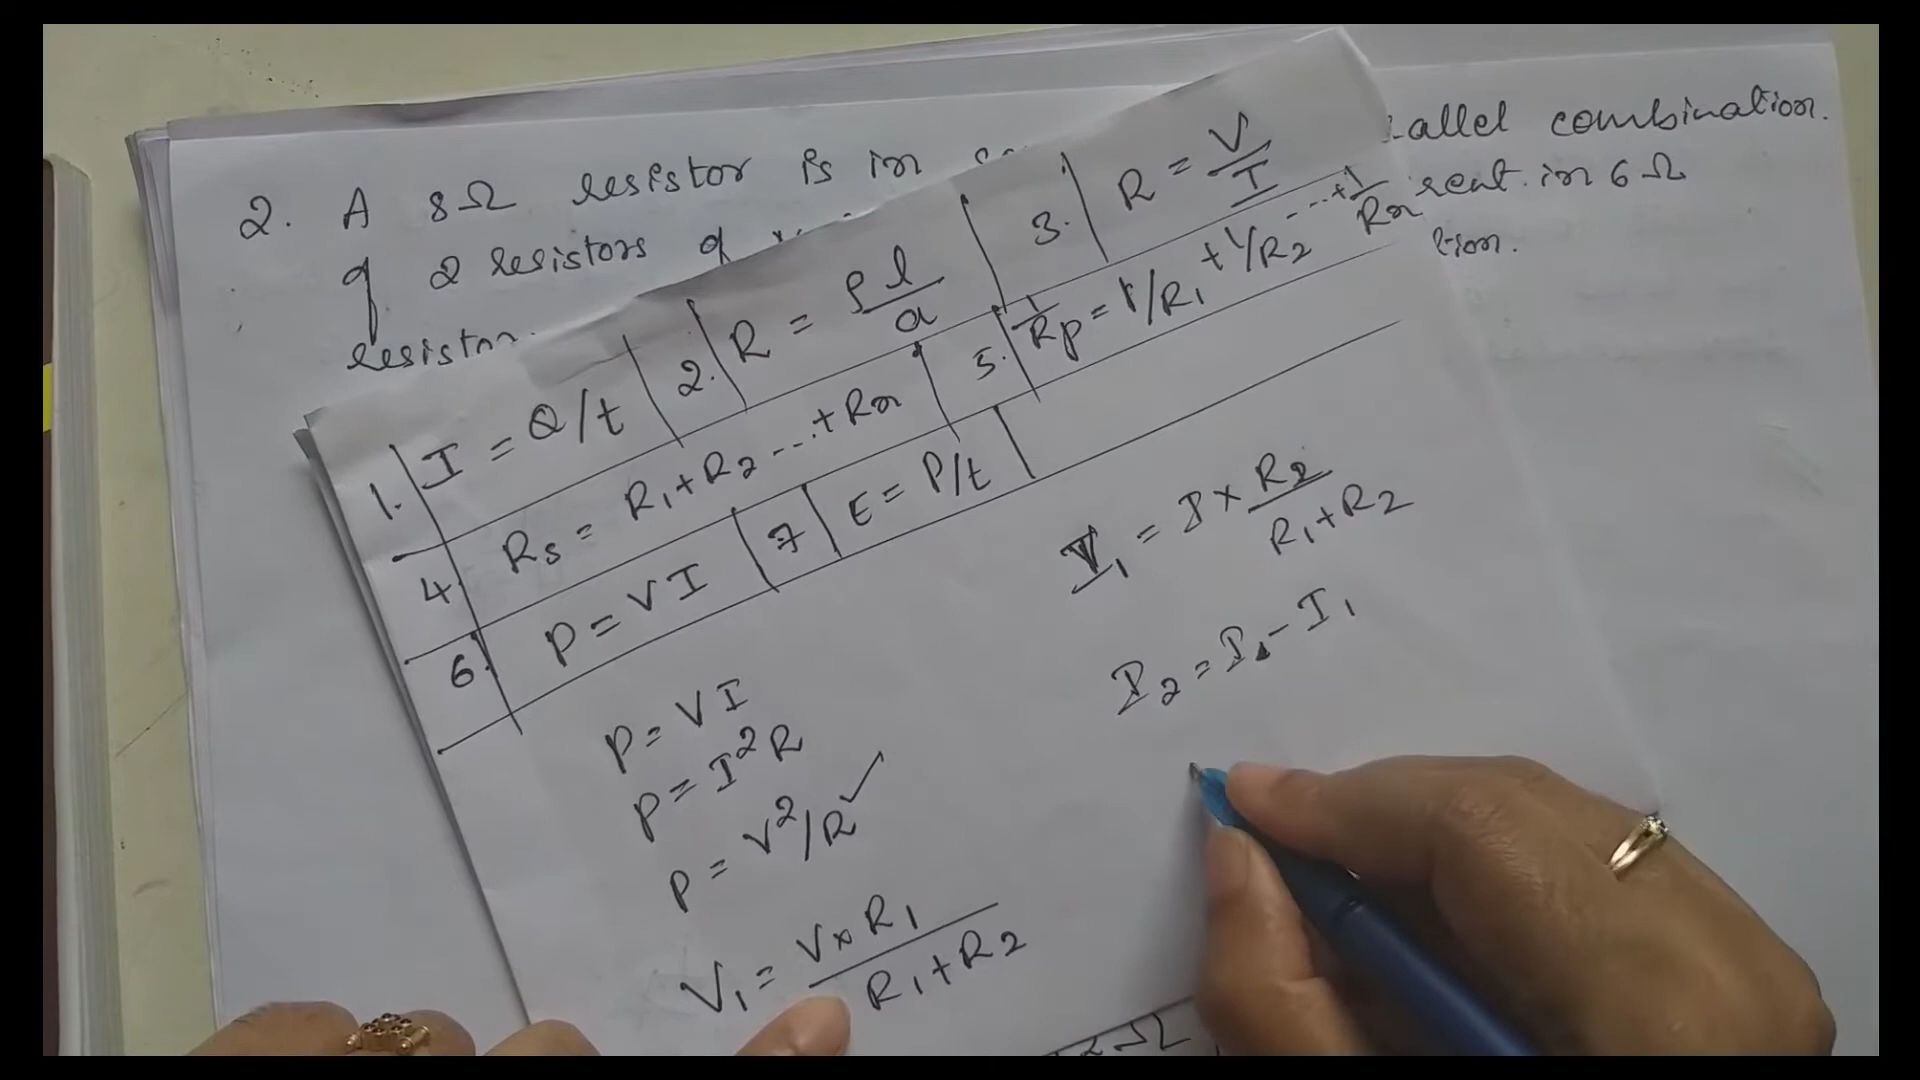 2. A 8Ω resistor is in
allel combination.
of 2 resistors of
rent in 6Ω
resistor
tion.
1. I = Q/t
2. R = ρl/a
3. R = V/I
4. Rs = R1+R2 ---.+Rn
5. 1/Rp = 1/R1 + 1/R2 ---.+1/Rn
6. P = VI
7 E = P/t
P = VI
P = I²R
P = V²/R ✓
V1 = V×R1/R1+R2
I1 = I × R2/R1+R2
I2 = I - I1
2Ω